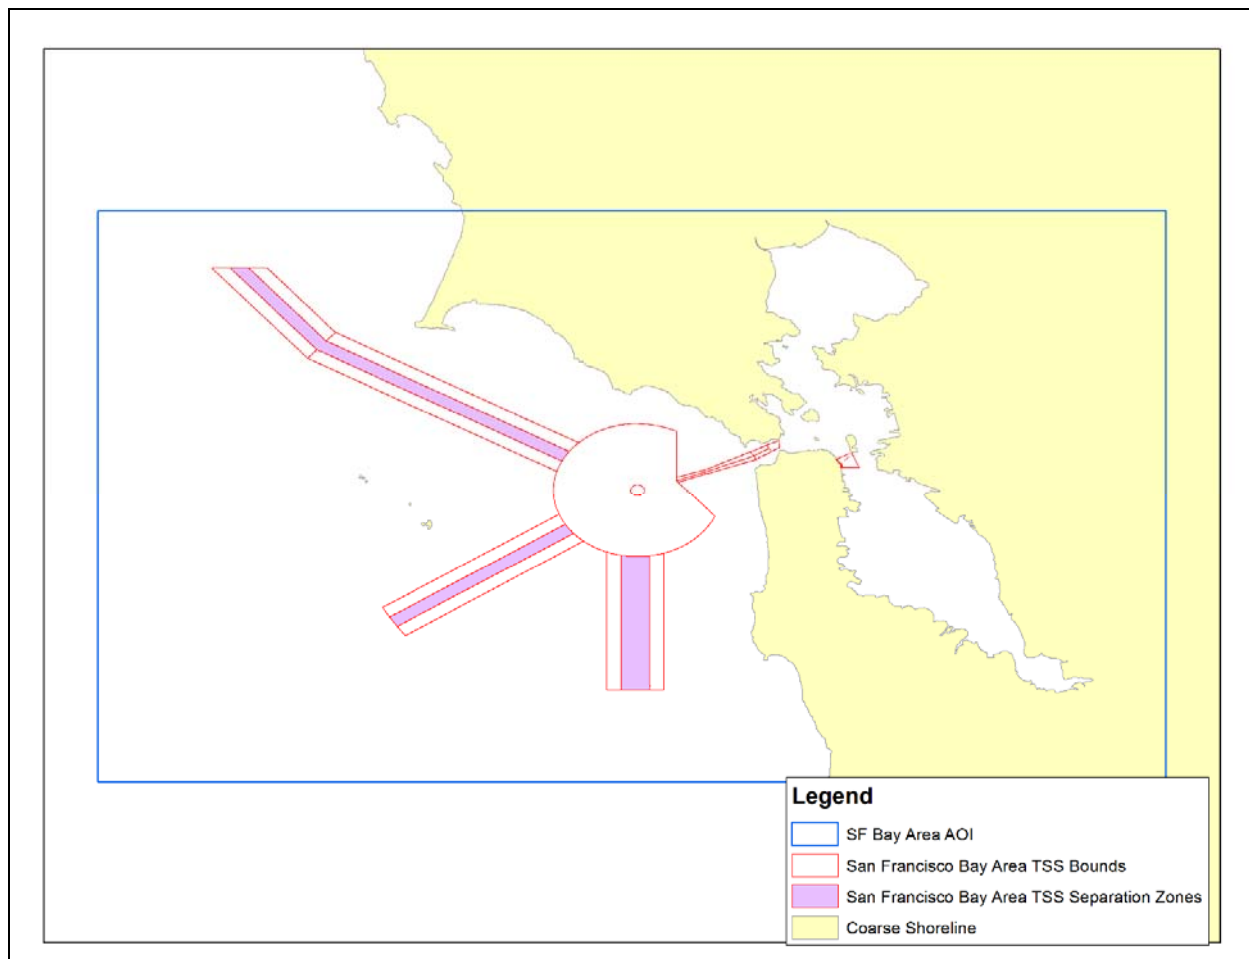 Legend
SF Bay Area AOI
San Francisco Bay Area TSS Bounds
San Francisco Bay Area TSS Separation Zones
Coarse Shoreline